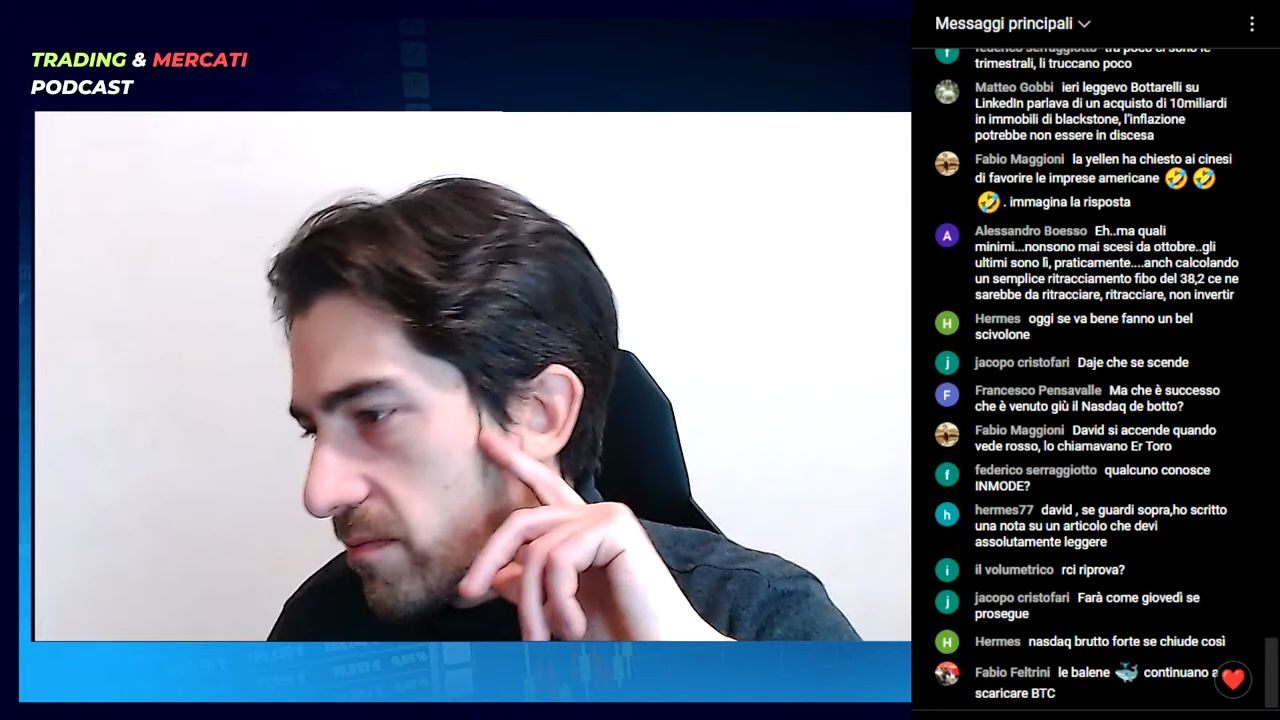 TRADING & MERCATI
PODCAST
Messaggi principali
federico serraggiotto tra poco ci sono le
trimestrali, li truccano poco
Matteo Gobbi ieri leggevo Bottarelli su
LinkedIn parlava di un acquisto di 10miliardi
in immobili di blackstone, l'inflazione
potrebbe non essere in discesa
Fabio Maggioni la yellen ha chiesto ai cinesi
di favorire le imprese americane 🤣 🤣
🤣 . immagina la risposta
A Alessandro Boesso Eh..ma quali
minimi...nonsono mai scesi da ottobre..gli
ultimi sono lì, praticamente....anch calcolando
un semplice ritracciamento fibo del 38,2 ce ne
sarebbe da ritracciare, ritracciare, non invertir
H Hermes oggi se va bene fanno un bel
scivolone
j jacopo cristofari Daje che se scende
F Francesco Pensavalle Ma che è successo
che è venuto giù il Nasdaq de botto?
Fabio Maggioni David si accende quando
vede rosso, lo chiamavano Er Toro
f federico serraggiotto qualcuno conosce
INMODE?
h hermes77 david , se guardi sopra,ho scritto
una nota su un articolo che devi
assolutamente leggere
i il volumetrico rci riprova?
j jacopo cristofari Farà come giovedì se
prosegue
H Hermes nasdaq brutto forte se chiude così
Fabio Feltrini le balene 🐳 continuano a
scaricare BTC